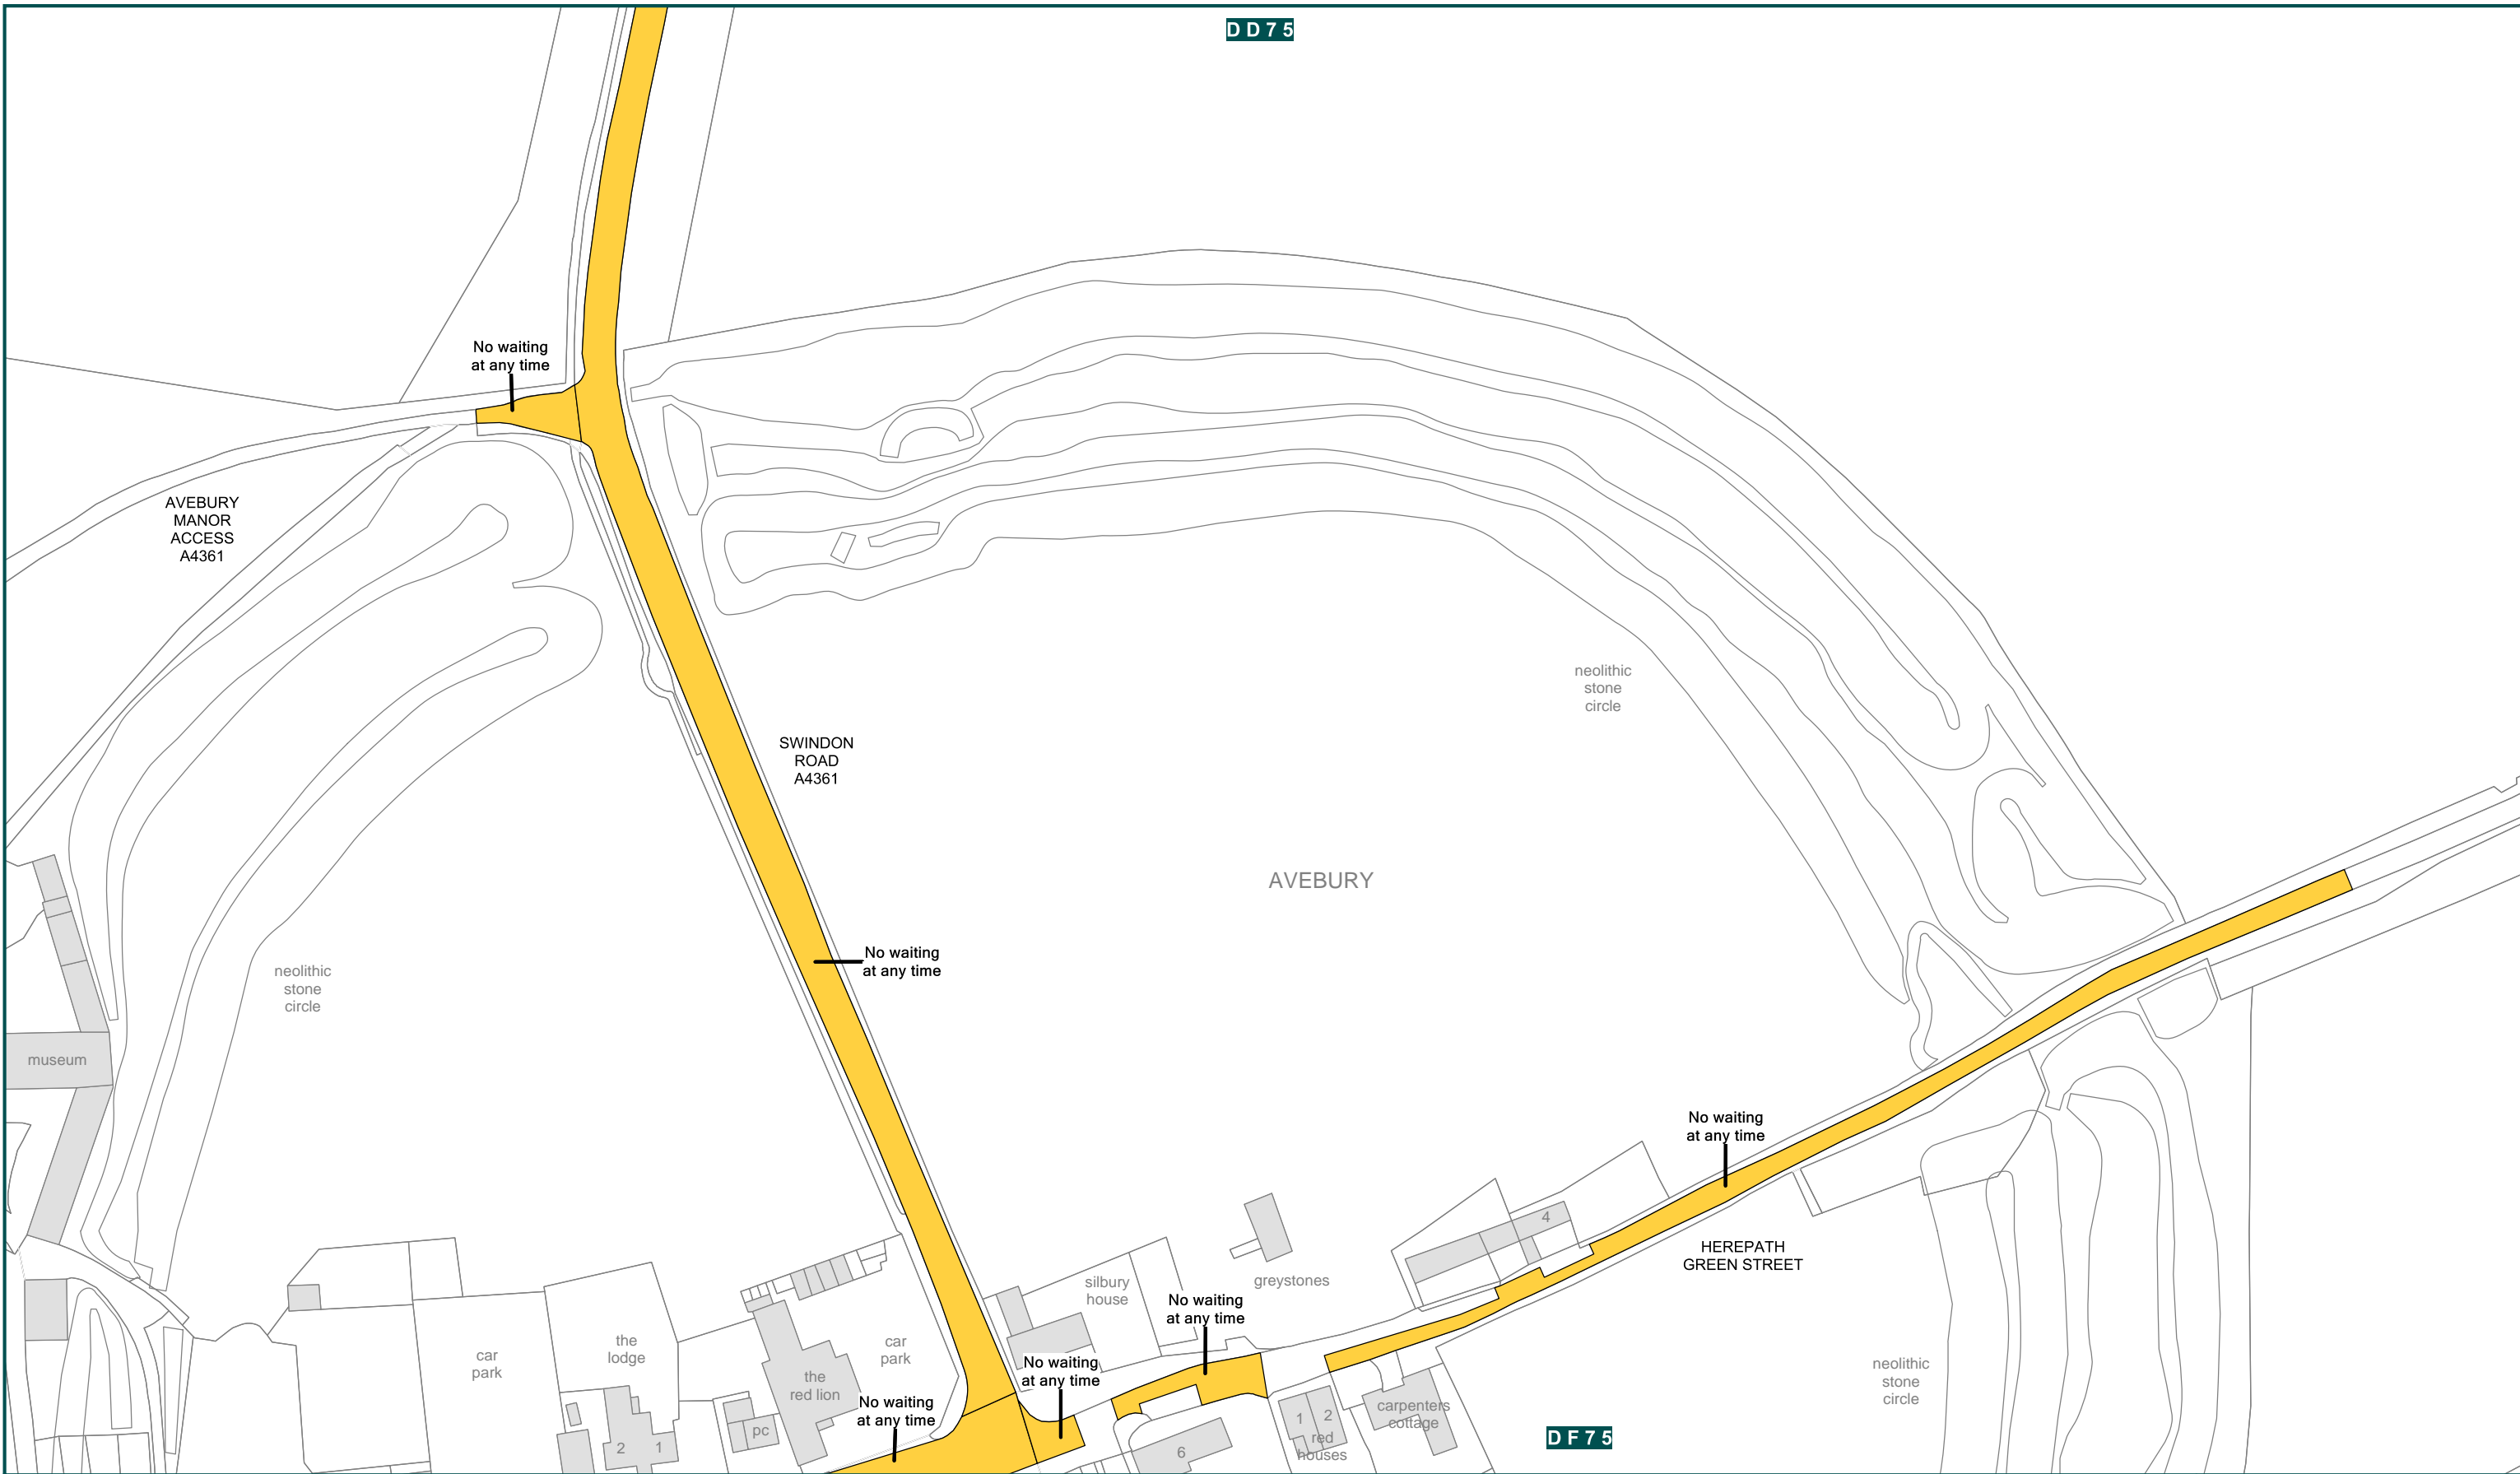 DD75
No waiting
at any time
AVEBURY
MANOR
ACCESS
A4361
neolithic
stone
circle
SWINDON
ROAD
A4361
AVEBURY
No waiting
at any time
neolithic
stone
circle
museum
No waiting
at any time
4
HEREPATH
GREEN STREET
silbury
house
greystones
No waiting
at any time
the
lodge
car
park
car
park
No waiting
at any time
the
red lion
No waiting
at any time
neolithic
stone
circle
carpenters
cottage
1
2
red
houses
pc
2
1
6
DF75